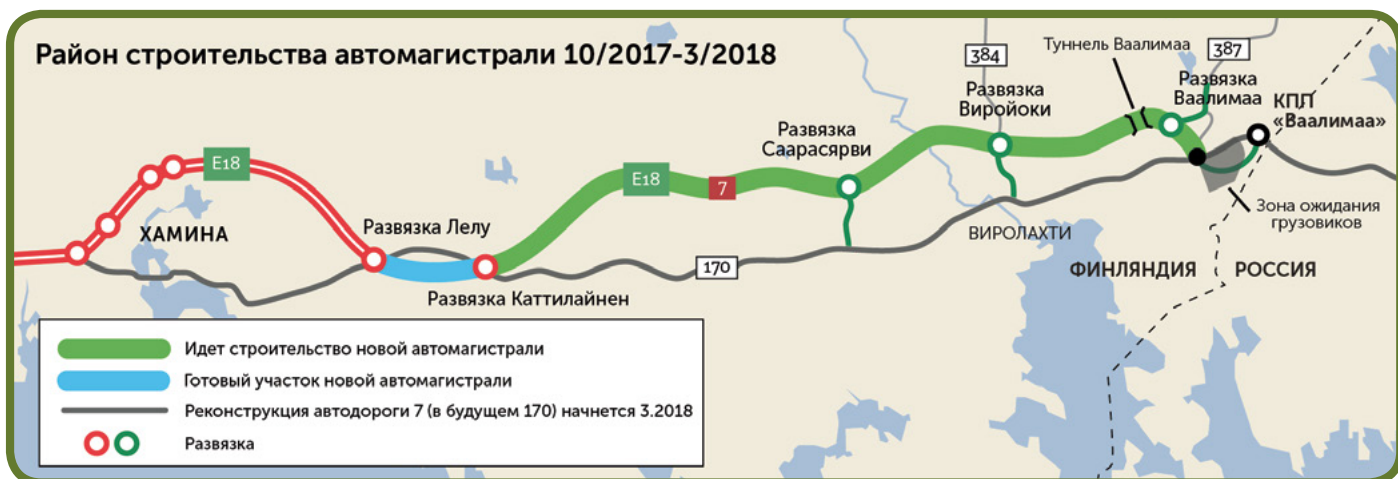 Район строительства автомагистрали 10/2017-3/2018
Туннель Ваалимаа
384
387
Развязка
Виройоки
Развязка
Ваалимаа
КПП
«Ваалимаа»
Развязка
Саарасярви
E18
E18
7
ХАМИНА
Развязка Лелу
Зона ожидания
грузовиков
ВИРОЛАХТИ
170
ФИНЛЯНДИЯ
РОССИЯ
Развязка Каттилайнен
Идет строительство новой автомагистрали
Готовый участок новой автомагистрали
Реконструкция автодороги 7 (в будущем 170) начнется 3.2018
Развязка